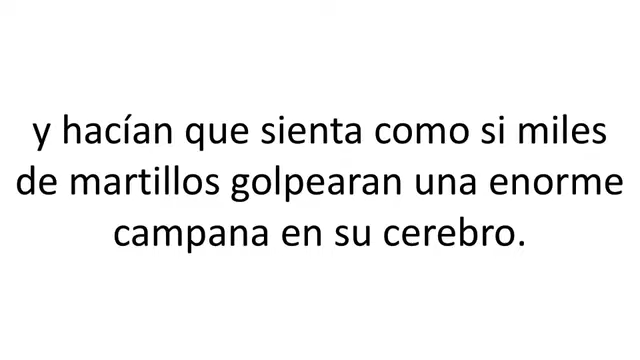 y hacían que sienta como si miles
de martillos golpearan una enorme
campana en su cerebro.